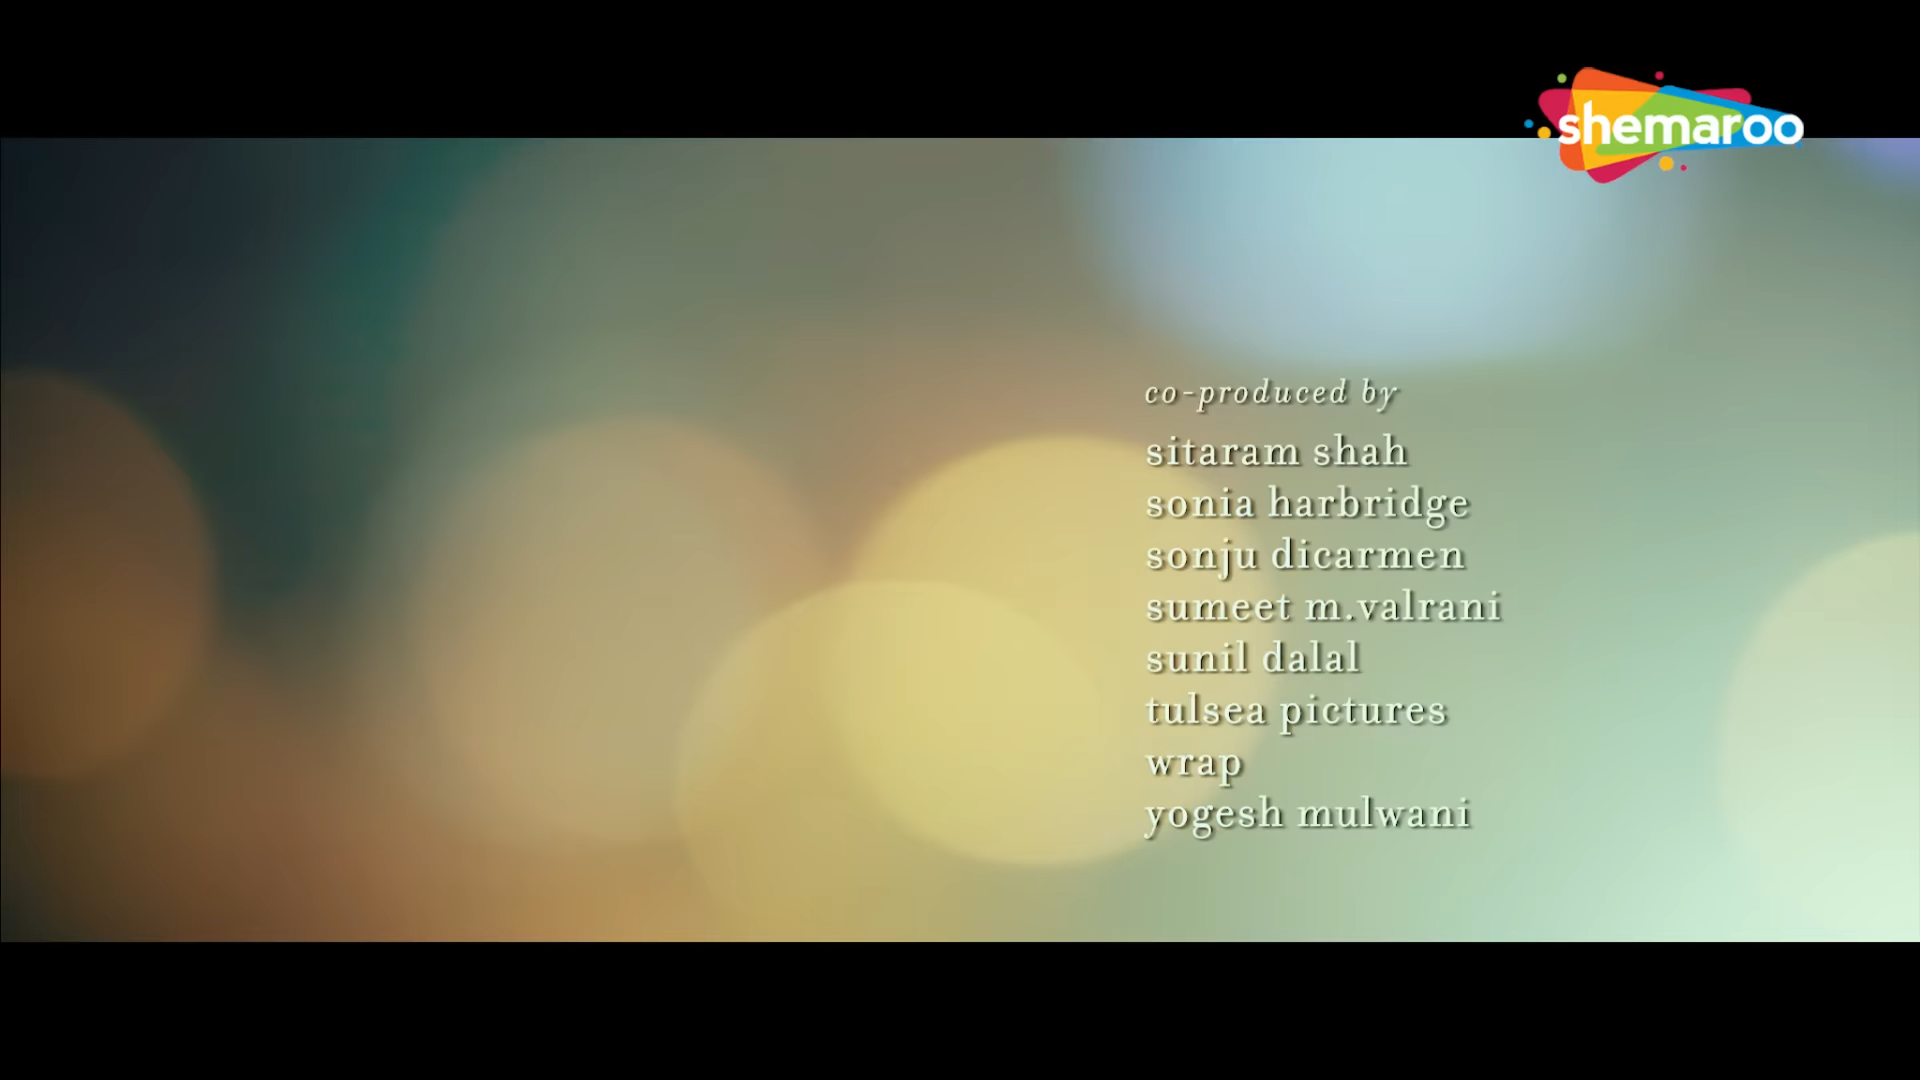 shemaroo
co-produced by
sitaram shah
sonia harbridge
sonju dicarmen
sumeet m.valrani
sunil dalal
tulsea pictures
wrap
yogesh mulwani